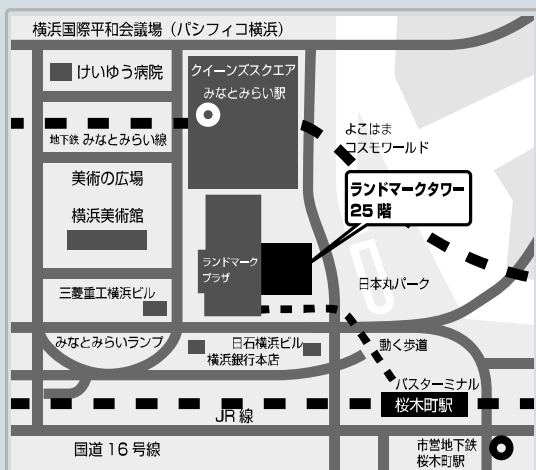 横浜国際平和会議場（パシフィコ横浜）
けいゆう病院
クイーンズスクエア
みなとみらい駅
地下鉄 みなとみらい線
よこはま
コスモワールド
美術の広場
横浜美術館
ランドマークタワー
25 階
ランドマーク
プラザ
日本丸パーク
三菱重工横浜ビル
みなとみらいランプ
日石横浜ビル
横浜銀行本店
動く歩道
バスターミナル
桜木町駅
JR 線
国道 16 号線
市営地下鉄
桜木町駅